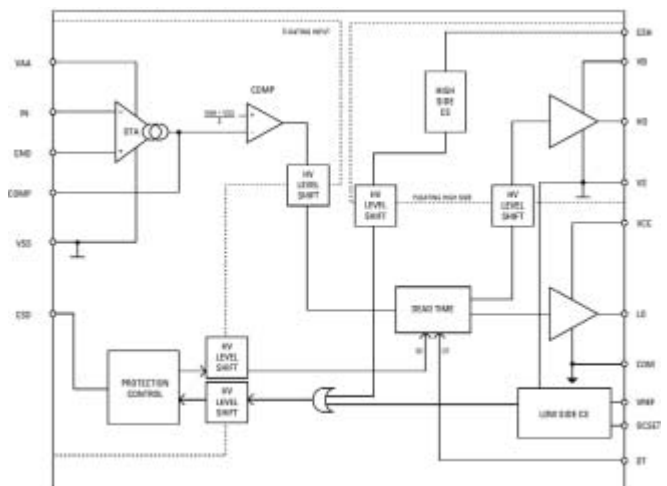 VAA
IN
GND
COMP
VSS
CSD
OTA
COMP
FLOATING INPUT
HV
LEVEL
SHIFT
HIGH
SIDE
CS
HV
LEVEL
SHIFT
FLOATING HIGH SIDE
HV
LEVEL
SHIFT
DEAD TIME
SD
DT
PROTECTION
CONTROL
HV
LEVEL
SHIFT
HV
LEVEL
SHIFT
LOW SIDE CS
CSH
VB
HO
VS
VCC
LO
COM
VREF
OCSET
DT